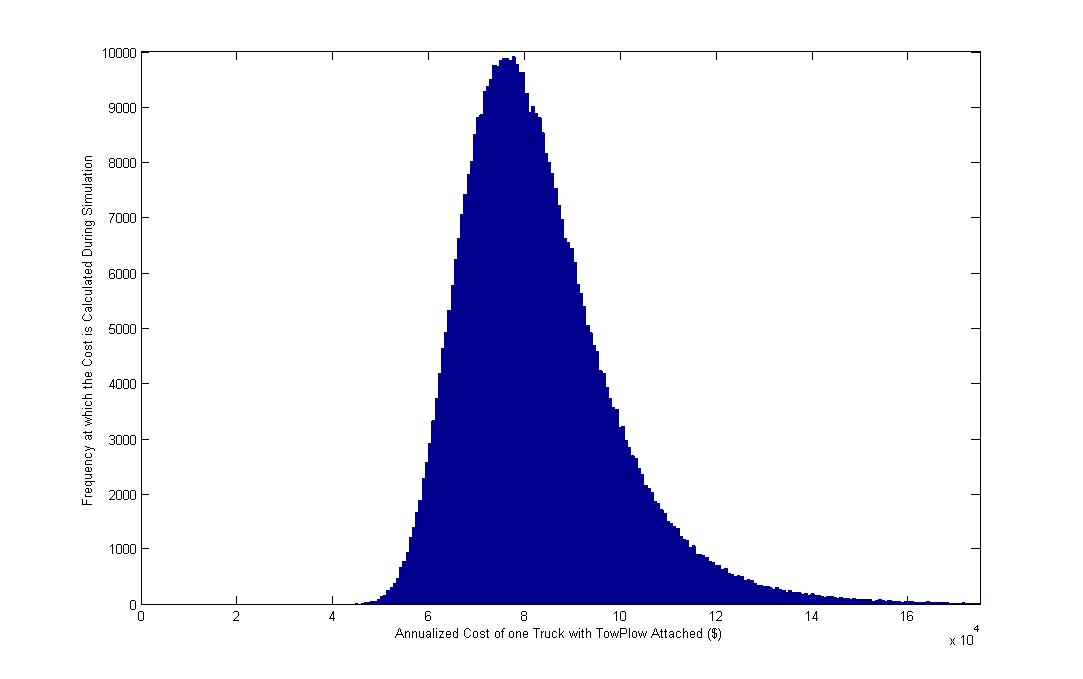 10000
9000
8000
7000
6000
5000
4000
3000
2000
1000
0
Frequency at which the Cost is Calculated During Simulation
0 2 4 6 8 10 12 14 16
Annualized Cost of one Truck with TowPlow Attached ($)
x 10^4